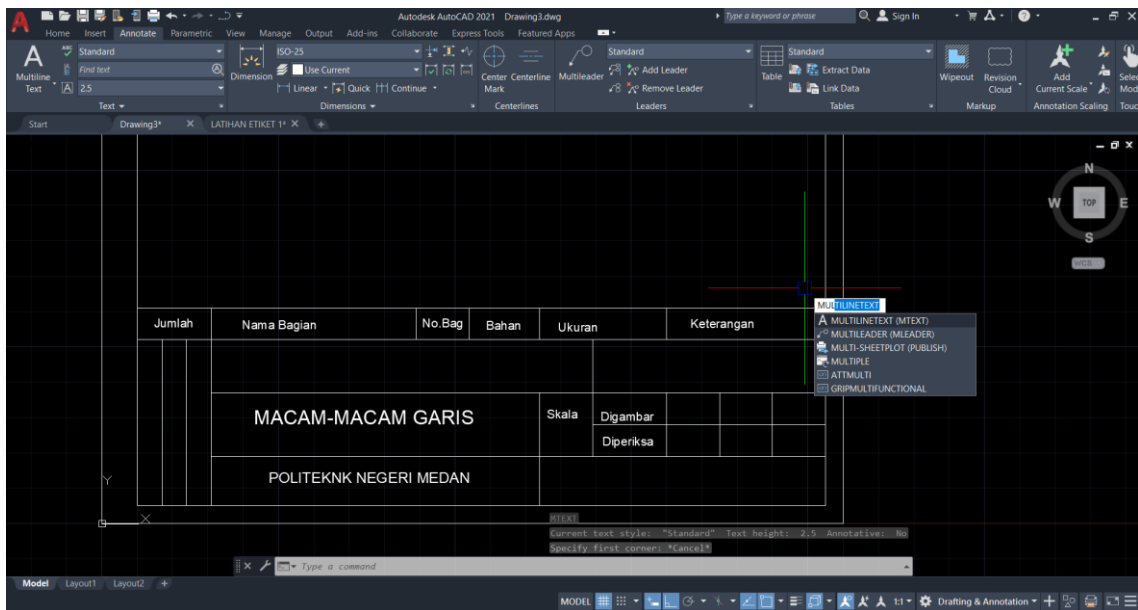 Autodesk AutoCAD 2021 Drawing3.dwg Type a keyword or phrase Sign In
Home Insert Annotate Parametric View Manage Output Add-ins Collaborate Express Tools Featured Apps
Standard ISO-25 Standard Standard
Find text Use Current Add Leader Extract Data
Multiline Text Dimension Center Mark Centerline Multileader Table Wipeout Revision Cloud Add Current Scale
2.5 Linear Quick Continue Remove Leader Link Data
Text Dimensions Centerlines Leaders Tables Markup Annotation Scaling
Start Drawing3* LATIHAN ETIKET 1*
N
W TOP E
S
WCS
MULTILINETEXT
MULTILINETEXT (MTEXT)
MULTILEADER (MLEADER)
MULTI-SHEETPLOT (PUBLISH)
MULTIPLE
ATTMULTI
GRIPMULTIFUNCTIONAL
Jumlah Nama Bagian No.Bag Bahan Ukuran Keterangan
MACAM-MACAM GARIS Skala Digambar
Diperiksa
POLITEKNK NEGERI MEDAN
Y
X
MTEXT
Current text style: "Standard" Text height: 2.5 Annotative: No
Specify first corner: *Cancel*
Type a command
Model Layout1 Layout2
MODEL 1:1 Drafting & Annotation